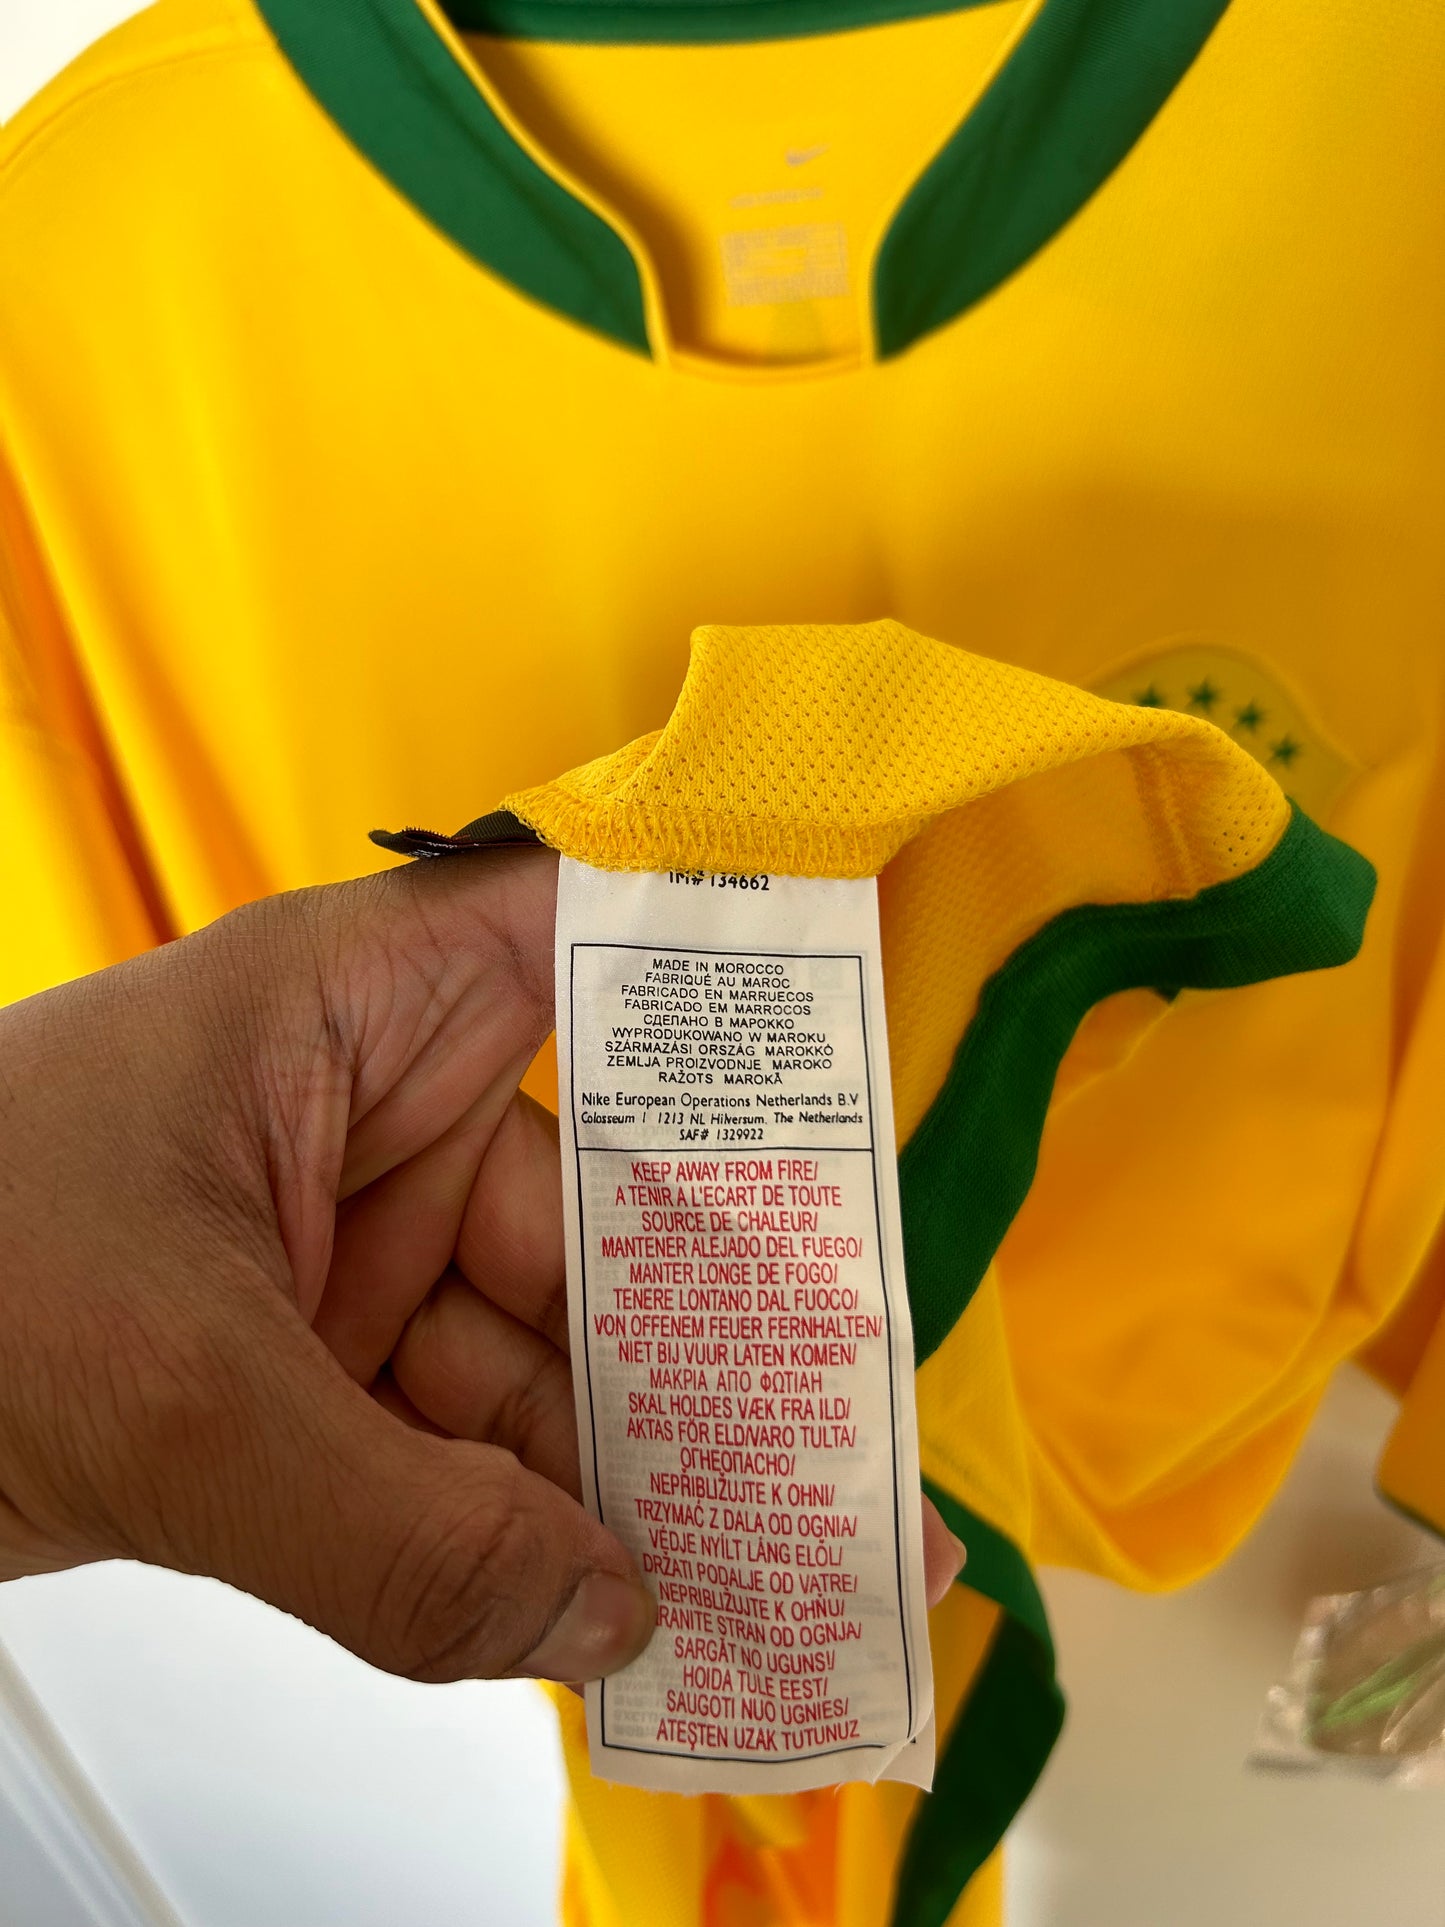 IM# 134662
MADE IN MOROCCO
FABRIQUÉ AU MAROC
FABRICADO EN MARRUECOS
FABRICADO EM MARROCOS
СДЕПАНО В МАРОККО
WYPRODUKOWANO W MAROKU
SZÁRMAZÁSI ORSZÁG MAROKKÓ
ZEMLJA PROIZVODNJE MAROKO
RAŽOTS MAROKĀ
Nike European Operations Netherlands B.V
Colosseum 1 1213 NL Hilversum. The Netherlands
SAF# 1329922
KEEP AWAY FROM FIRE/
A TENIR A L'ECART DE TOUTE
SOURCE DE CHALEUR/
MANTENER ALEJADO DEL FUEGO/
MANTER LONGE DE FOGO/
TENERE LONTANO DAL FUOCO/
VON OFFENEM FEUER FERNHALTEN/
NIET BIJ VUUR LATEN KOMEN/
ΜΑΚΡΙΑ ΑΠΟ ΦΩΤΙΑΗ
SKAL HOLDES VÆK FRA ILD/
AKTAS FÖR ELD/VARO TULTA/
ОГНЕОПАСНО/
NEPŘIBLIŽUJTE K OHNI/
TRZYMAĆ Z DALA OD OGNIA/
VÉDJE NYÍLT LÁNG ELŐL/
DRŽATI PODALJE OD VATRE/
NEPRIBLIŽUJTE K OHŇU/
RANITE STRAN OD OGNJA/
SARGĀT NO UGUNS!/
HOIDA TULE EEST/
SAUGOTI NUO UGNIES/
ATEŞTEN UZAK TUTUNUZ